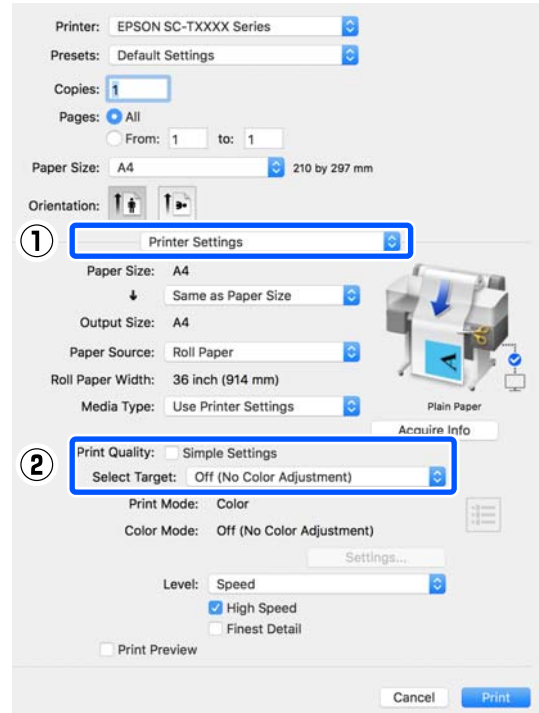 Printer: EPSON SC-TXXXX Series
Presets: Default Settings
Copies: 1
Pages: All
From: 1 to: 1
Paper Size: A4 210 by 297 mm
Orientation:
1 Printer Settings
Paper Size: A4
Same as Paper Size
Output Size: A4
Paper Source: Roll Paper
Roll Paper Width: 36 inch (914 mm)
Media Type: Use Printer Settings
Plain Paper
Acquire Info
2 Print Quality: Simple Settings
Select Target: Off (No Color Adjustment)
Print Mode: Color
Color Mode: Off (No Color Adjustment)
Settings...
Level: Speed
High Speed
Finest Detail
Print Preview
Cancel Print